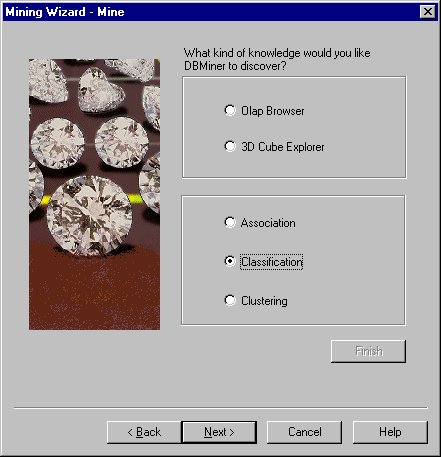 Mining Wizard - Mine
What kind of knowledge would you like
DBMiner to discover?
Olap Browser
3D Cube Explorer
Association
Classification
Clustering
Finish
< Back
Next >
Cancel
Help